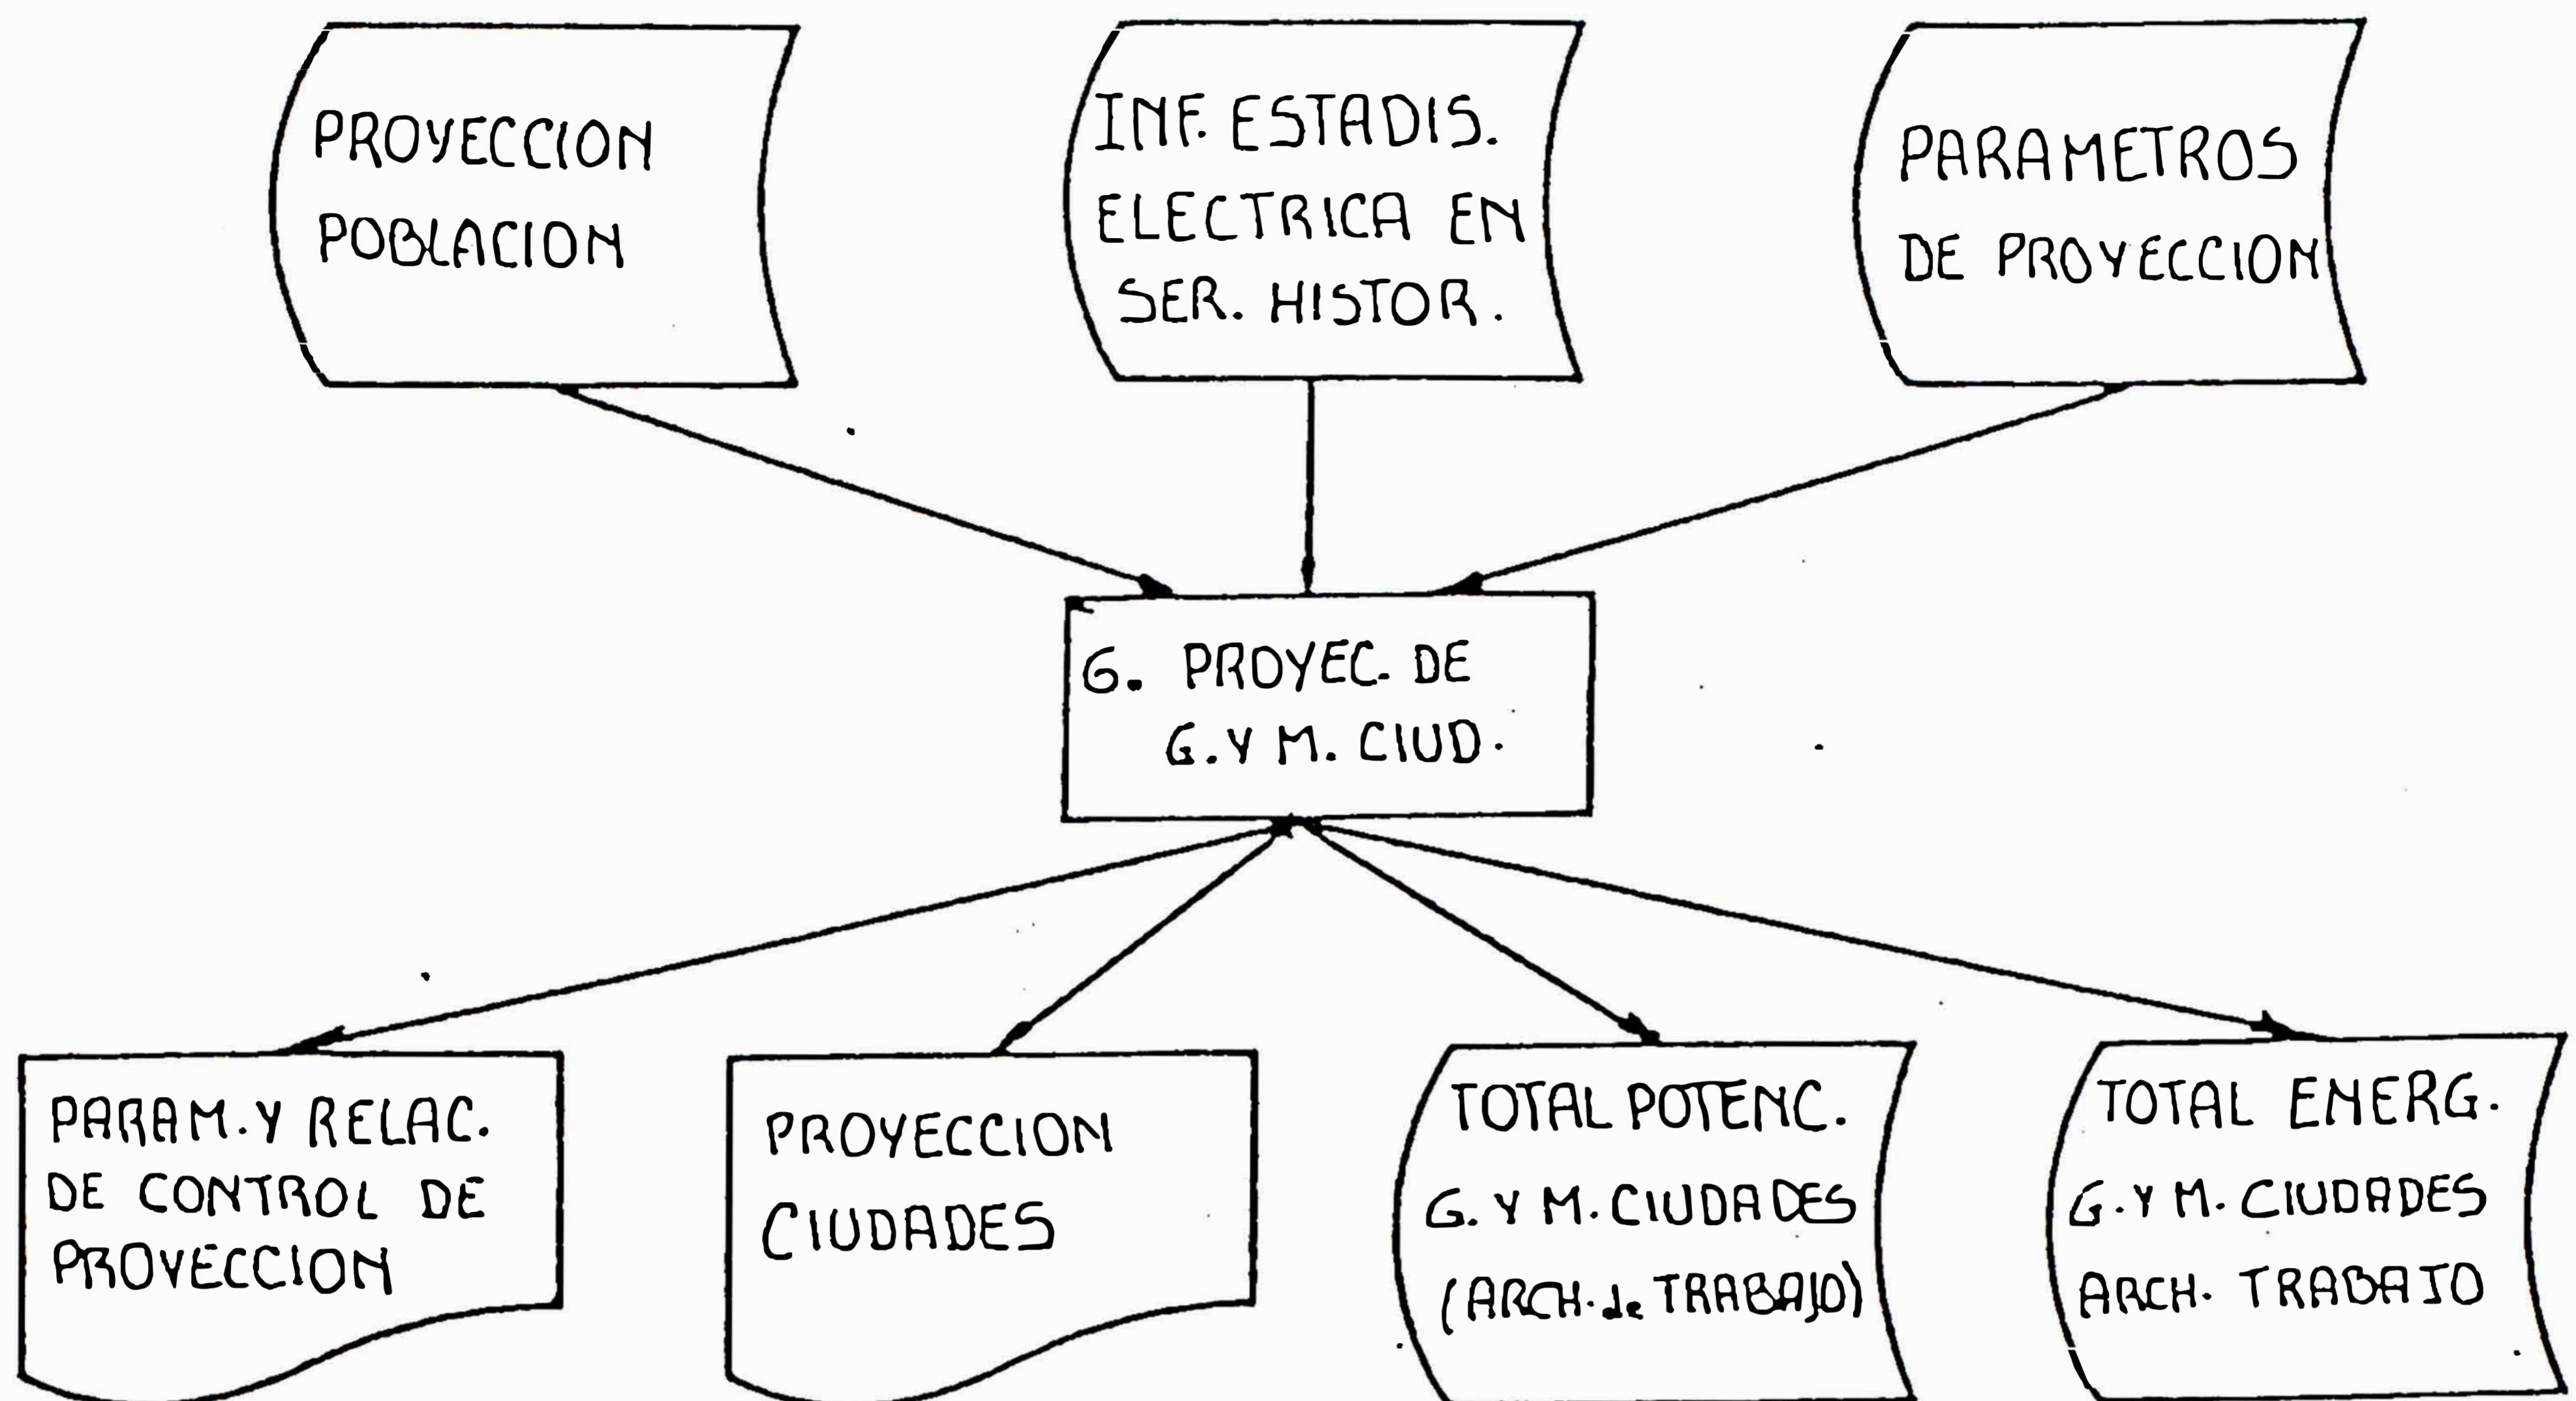 PROYECCION
POBLACION
INF. ESTADIS.
ELECTRICA EN
SER. HISTOR.
PARAMETROS
DE PROYECCION
6. PROYEC. DE
G. Y M. CIUD.
PARAM. Y RELAC.
DE CONTROL DE
PROYECCION
PROYECCION
CIUDADES
TOTAL POTENC.
G. Y M. CIUDADES
(ARCH. de TRABAJO)
TOTAL ENERG.
G. Y M. CIUDADES
ARCH. TRABAJO